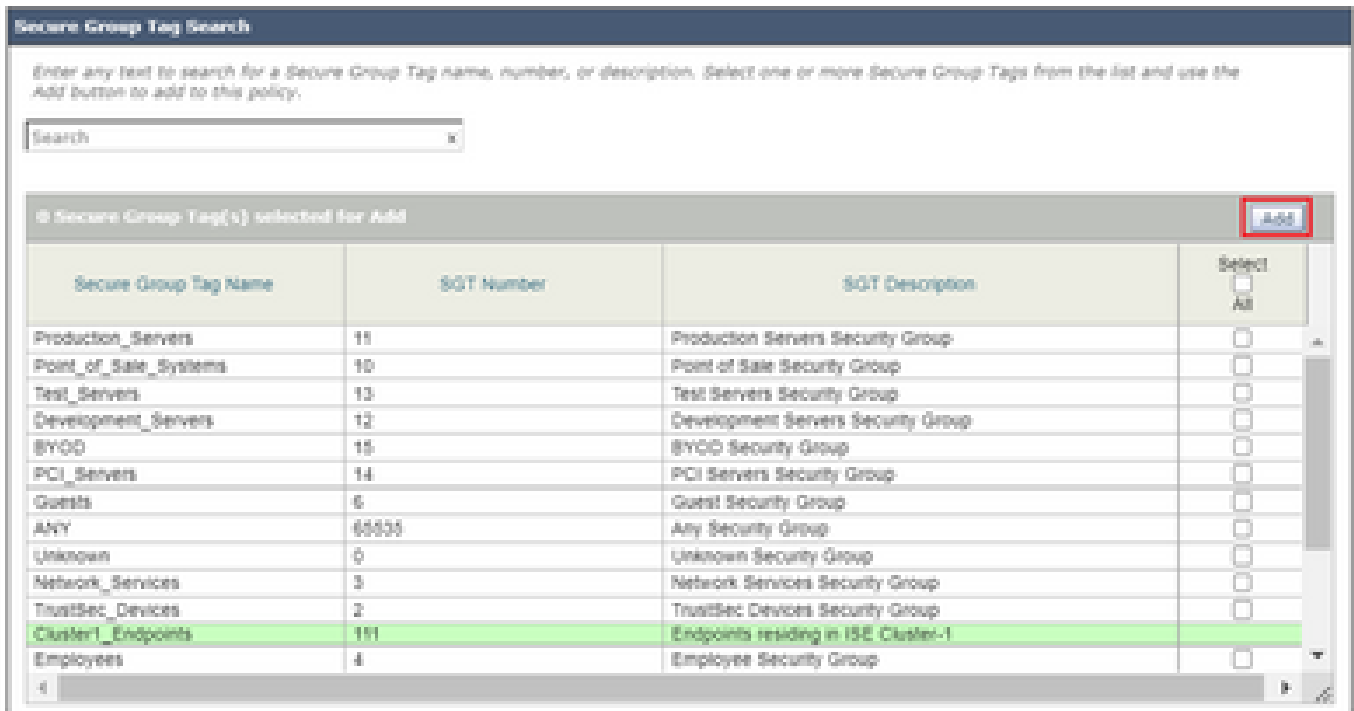 Secure Group Tag Search
Enter any text to search for a Secure Group Tag name, number, or description. Select one or more Secure Group Tags from the list and use the
Add button to add to this policy.
Search x
0 Secure Group Tag(s) selected for Add Add
Secure Group Tag Name SGT Number SGT Description Select All
Production_Servers 11 Production Servers Security Group
Point_of_Sale_Systems 10 Point of Sale Security Group
Test_Servers 13 Test Servers Security Group
Development_Servers 12 Development Servers Security Group
BYOD 15 BYOD Security Group
PCI_Servers 14 PCI Servers Security Group
Guests 6 Guest Security Group
ANY 65535 Any Security Group
Unknown 0 Unknown Security Group
Network_Services 3 Network Services Security Group
TrustSec_Devices 2 TrustSec Devices Security Group
Cluster1_Endpoints 111 Endpoints residing in ISE Cluster-1
Employees 4 Employee Security Group